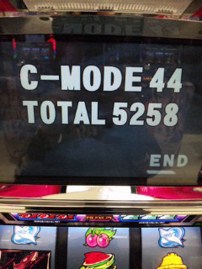 C-MODE 44
TOTAL 5258
END